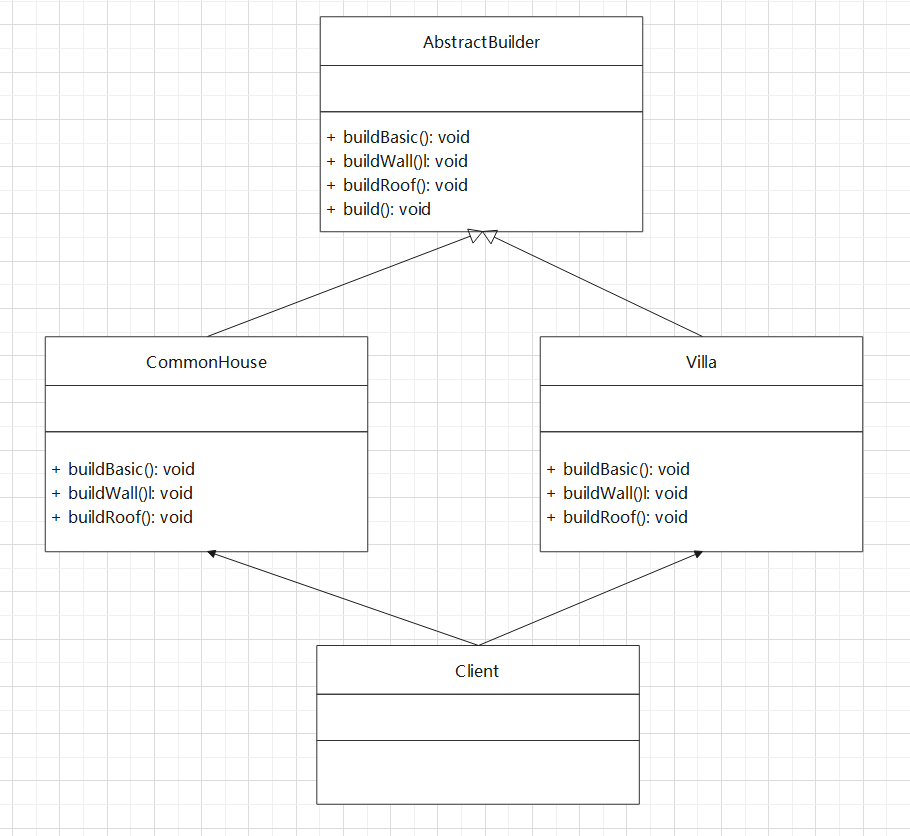 AbstractBuilder
+ buildBasic(): void
+ buildWall()l: void
+ buildRoof(): void
+ build(): void
CommonHouse
+ buildBasic(): void
+ buildWall()l: void
+ buildRoof(): void
Villa
+ buildBasic(): void
+ buildWall()l: void
+ buildRoof(): void
Client